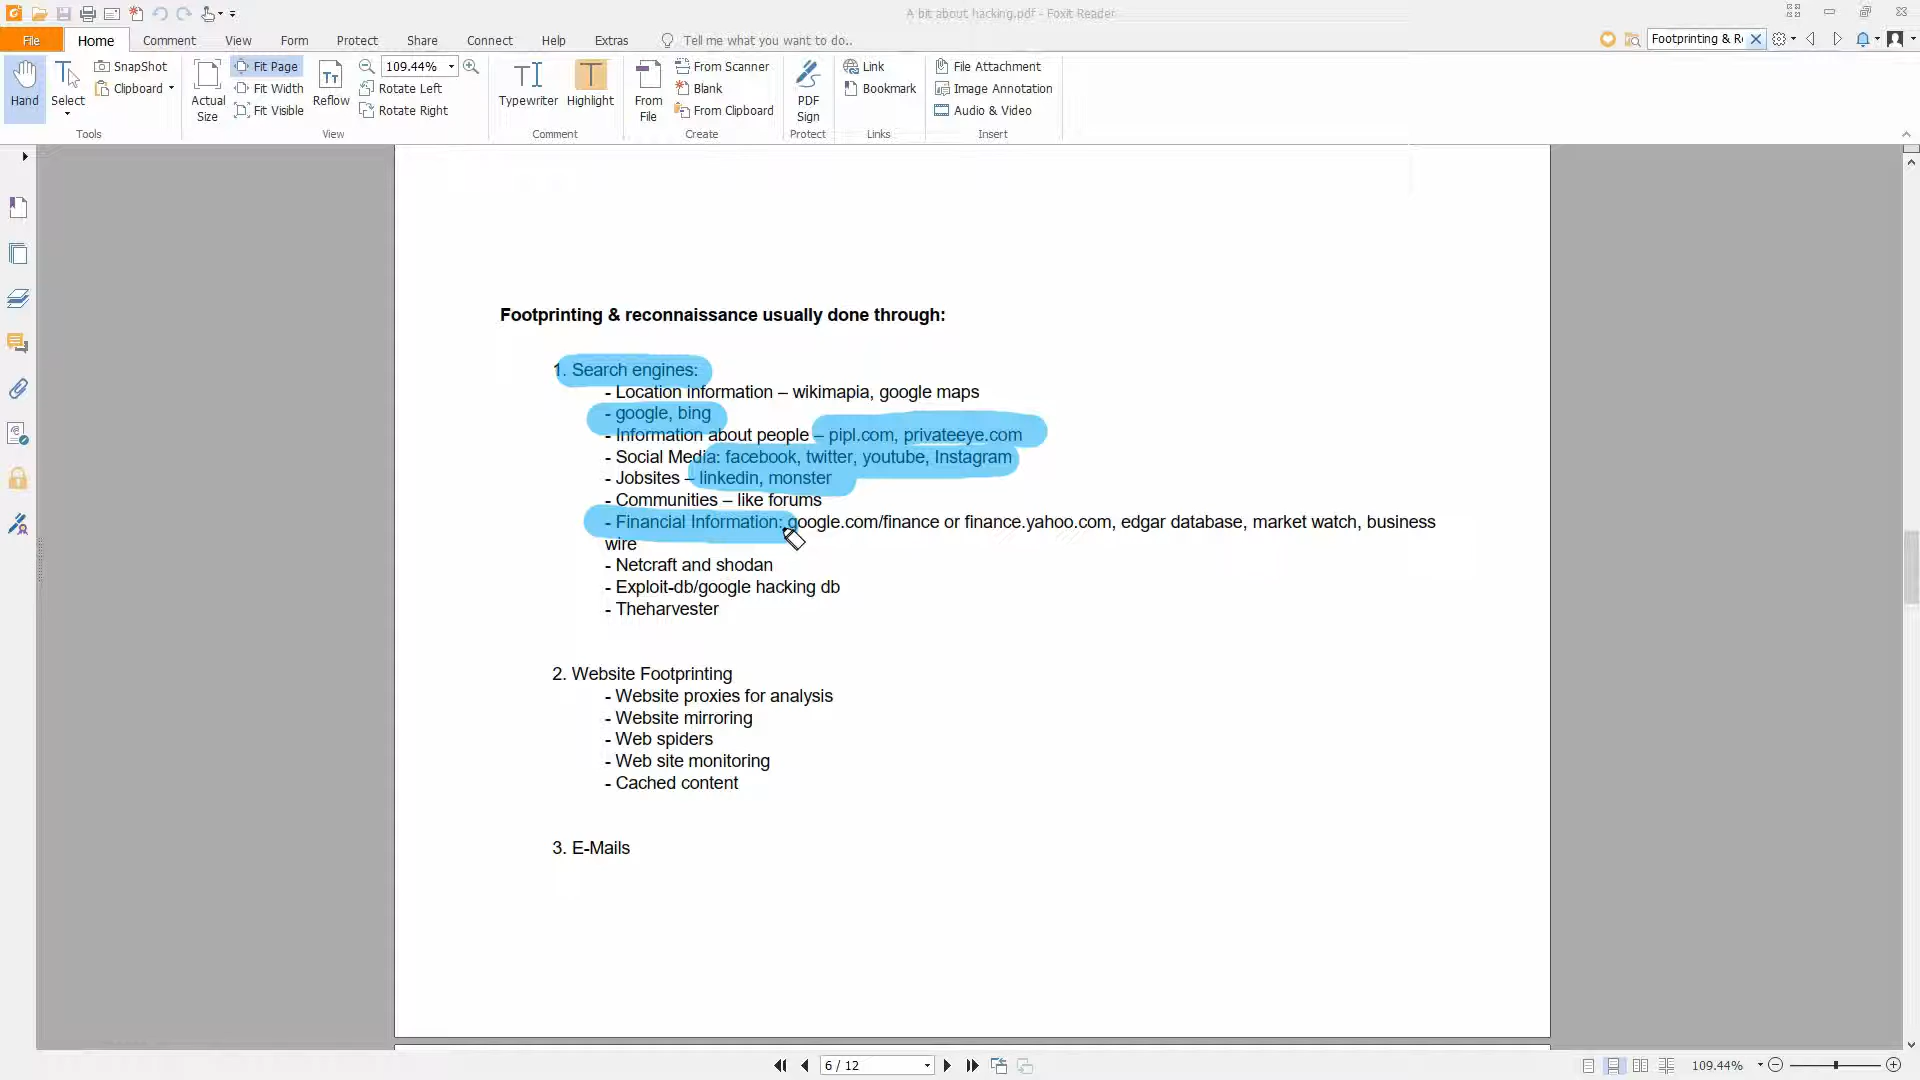 A bit about hacking.pdf - Foxit Reader
File Home Comment View Form Protect Share Connect Help Extras Tell me what you want to do.. Footprinting & R
Hand Select SnapShot Clipboard Actual Size Fit Page Fit Width Fit Visible Reflow 109.44% Rotate Left Rotate Right Typewriter Highlight From File From Scanner Blank From Clipboard PDF Sign Link Bookmark File Attachment Image Annotation Audio & Video
Tools View Comment Create Protect Links Insert
Footprinting & reconnaissance usually done through:
1. Search engines:
- Location information – wikimapia, google maps
- google, bing
- Information about people – pipl.com, privateeye.com
- Social Media: facebook, twitter, youtube, Instagram
- Jobsites – linkedin, monster
- Communities – like forums
- Financial Information: google.com/finance or finance.yahoo.com, edgar database, market watch, business
wire
- Netcraft and shodan
- Exploit-db/google hacking db
- Theharvester
2. Website Footprinting
- Website proxies for analysis
- Website mirroring
- Web spiders
- Web site monitoring
- Cached content
3. E-Mails
6 / 12 109.44%